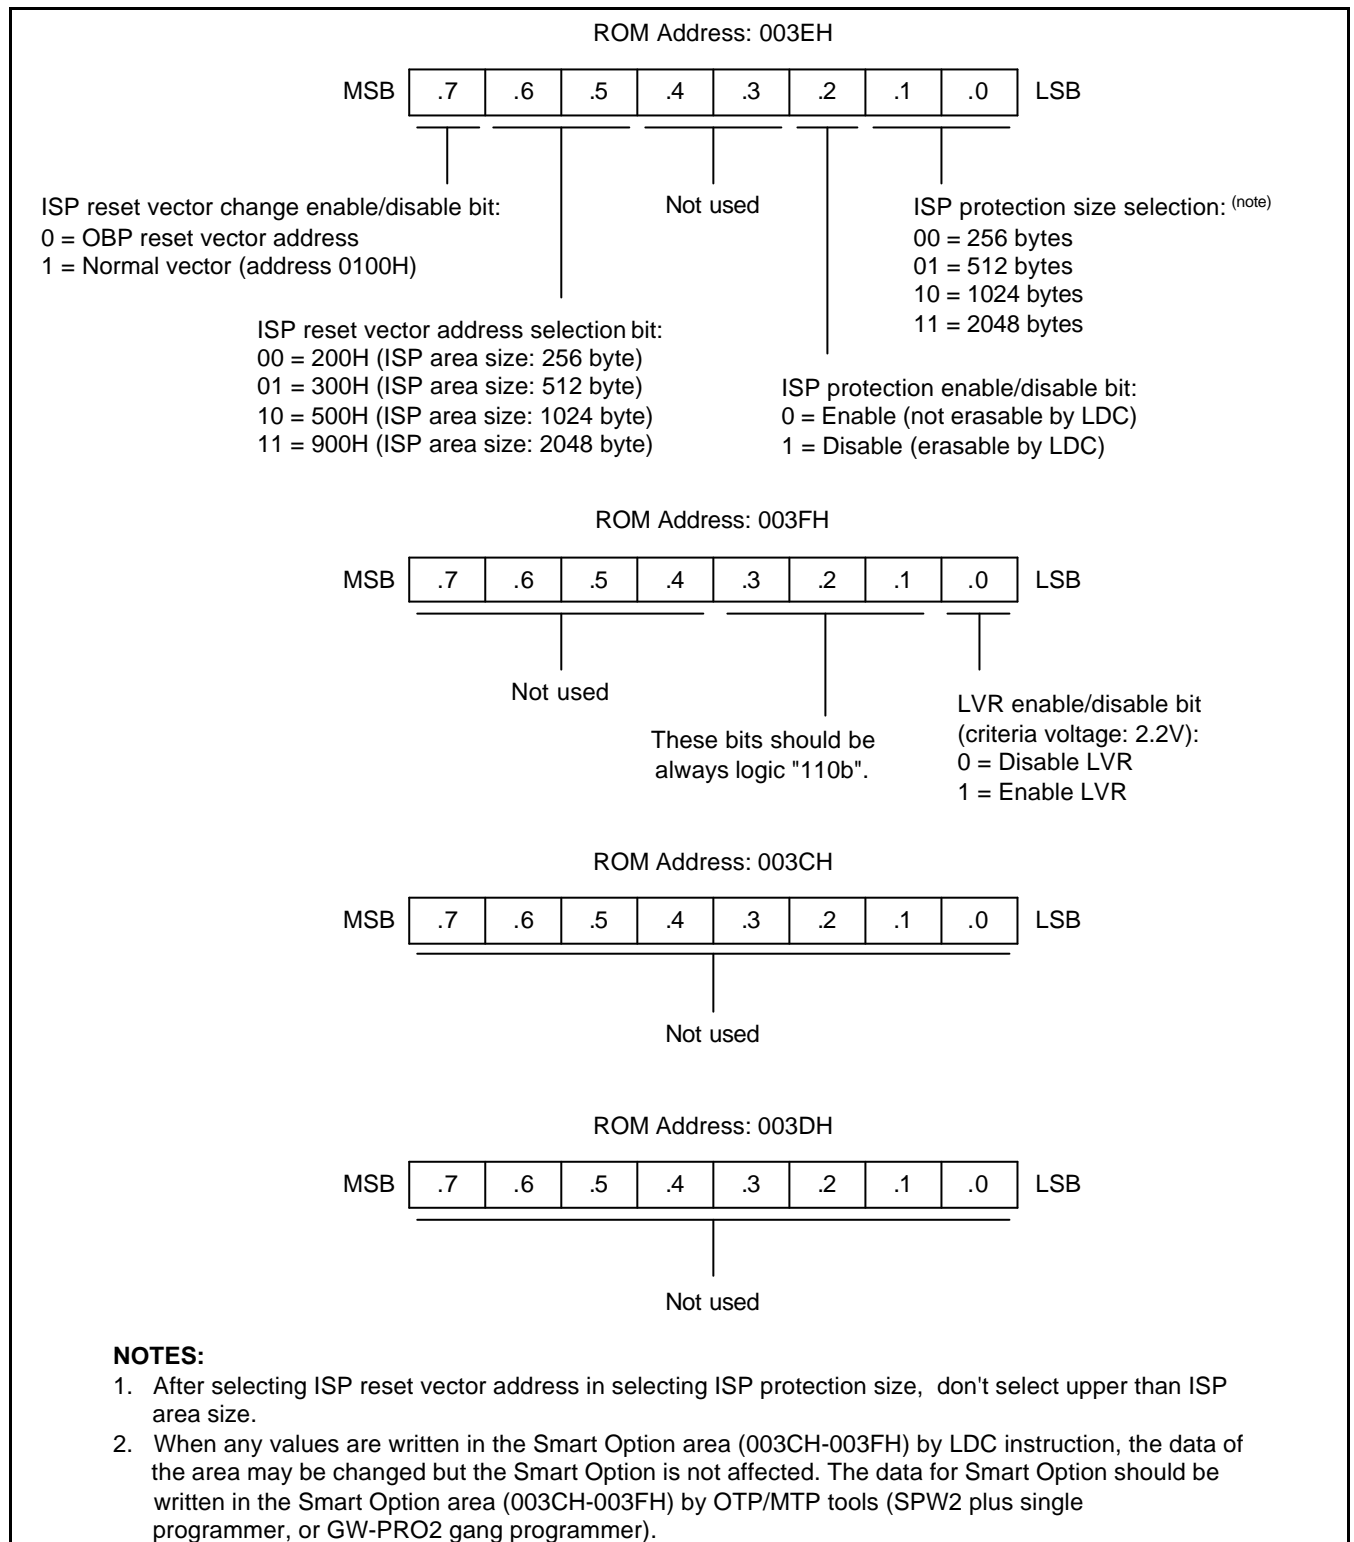 ROM Address: 003EH
MSB .7 .6 .5 .4 .3 .2 .1 .0 LSB
ISP reset vector change enable/disable bit:
0 = OBP reset vector address
1 = Normal vector (address 0100H)
Not used
ISP protection size selection: (note)
00 = 256 bytes
01 = 512 bytes
10 = 1024 bytes
11 = 2048 bytes
ISP reset vector address selection bit:
00 = 200H (ISP area size: 256 byte)
01 = 300H (ISP area size: 512 byte)
10 = 500H (ISP area size: 1024 byte)
11 = 900H (ISP area size: 2048 byte)
ISP protection enable/disable bit:
0 = Enable (not erasable by LDC)
1 = Disable (erasable by LDC)
ROM Address: 003FH
MSB .7 .6 .5 .4 .3 .2 .1 .0 LSB
Not used
These bits should be
always logic "110b".
LVR enable/disable bit
(criteria voltage: 2.2V):
0 = Disable LVR
1 = Enable LVR
ROM Address: 003CH
MSB .7 .6 .5 .4 .3 .2 .1 .0 LSB
Not used
ROM Address: 003DH
MSB .7 .6 .5 .4 .3 .2 .1 .0 LSB
Not used
NOTES:
1. After selecting ISP reset vector address in selecting ISP protection size, don't select upper than ISP
area size.
2. When any values are written in the Smart Option area (003CH-003FH) by LDC instruction, the data of
the area may be changed but the Smart Option is not affected. The data for Smart Option should be
written in the Smart Option area (003CH-003FH) by OTP/MTP tools (SPW2 plus single
programmer, or GW-PRO2 gang programmer).